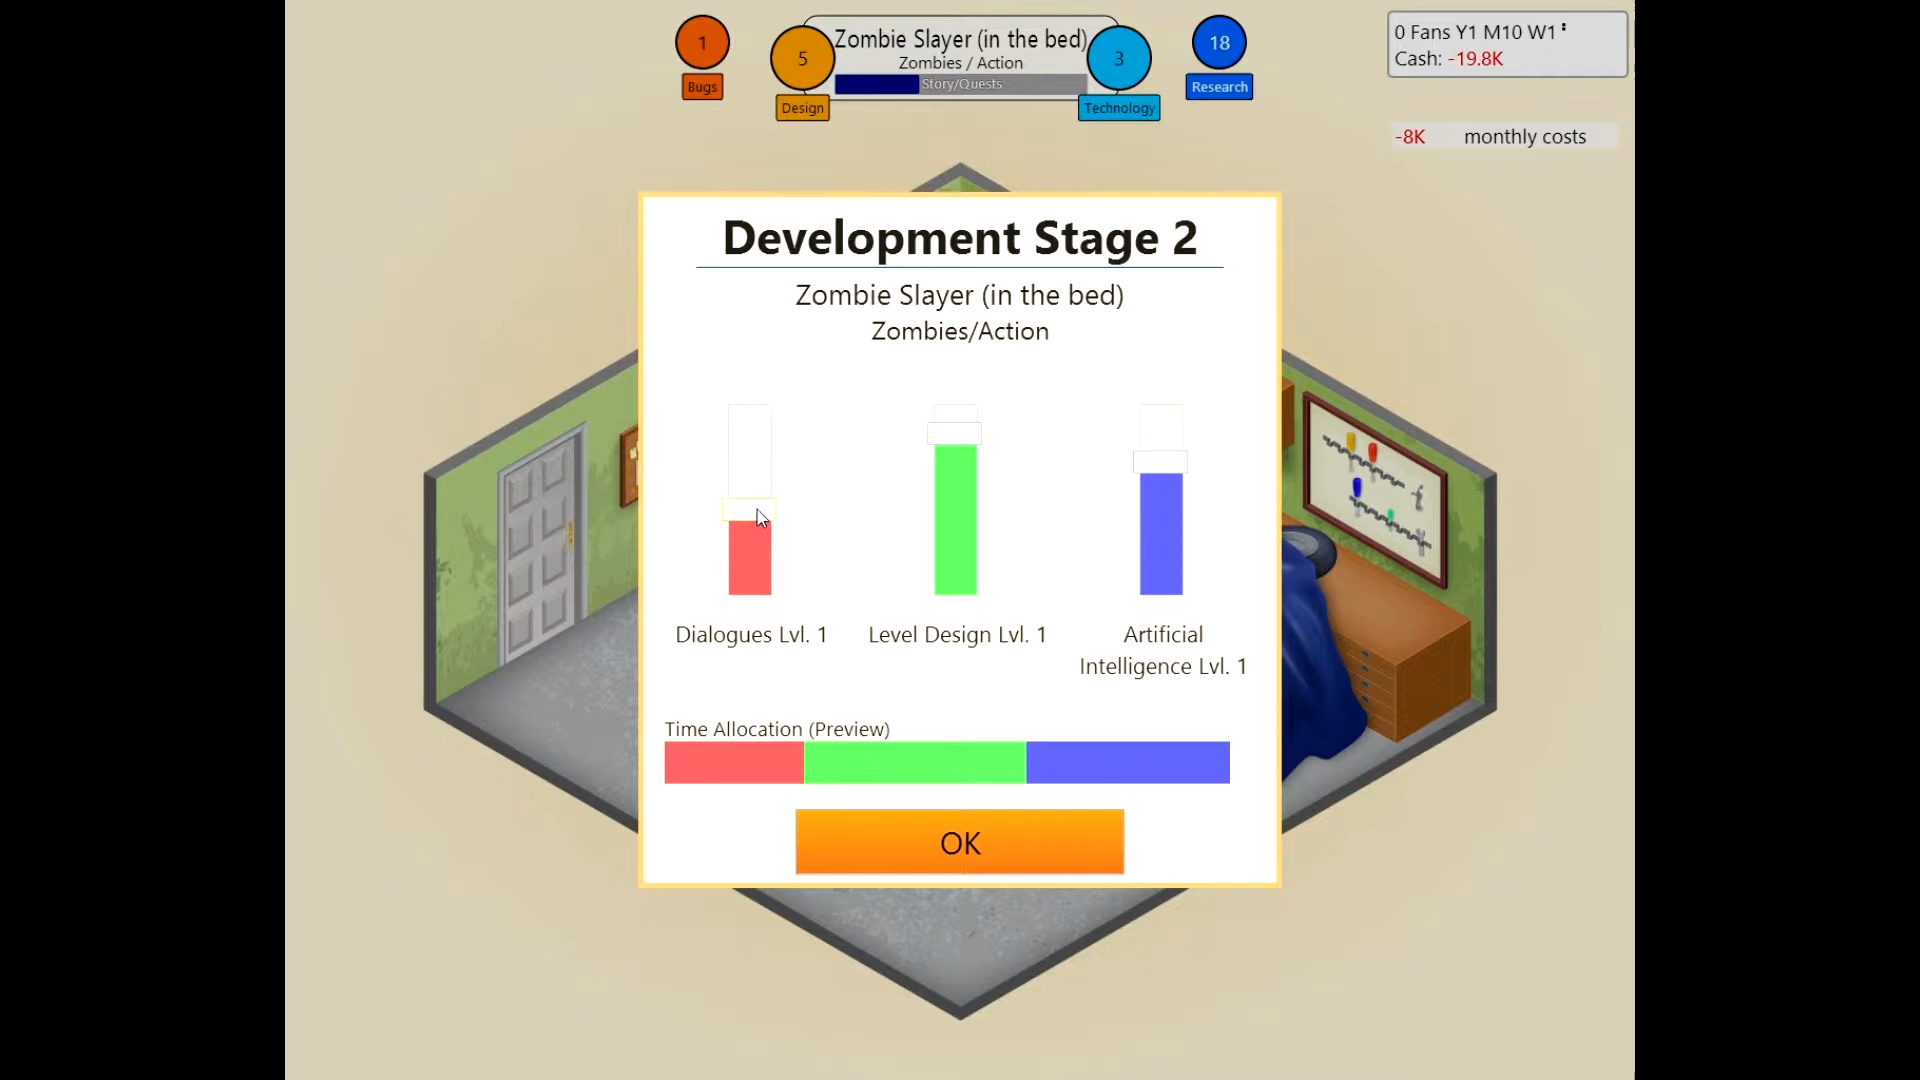 1
Bugs
5
Design
Zombie Slayer (in the bed)
Zombies / Action
Story/Quests
3
Technology
18
Research
0 Fans Y1 M10 W1
Cash: -19.8K
-8K monthly costs
Development Stage 2
Zombie Slayer (in the bed)
Zombies/Action
Dialogues Lvl. 1
Level Design Lvl. 1
Artificial
Intelligence Lvl. 1
Time Allocation (Preview)
OK